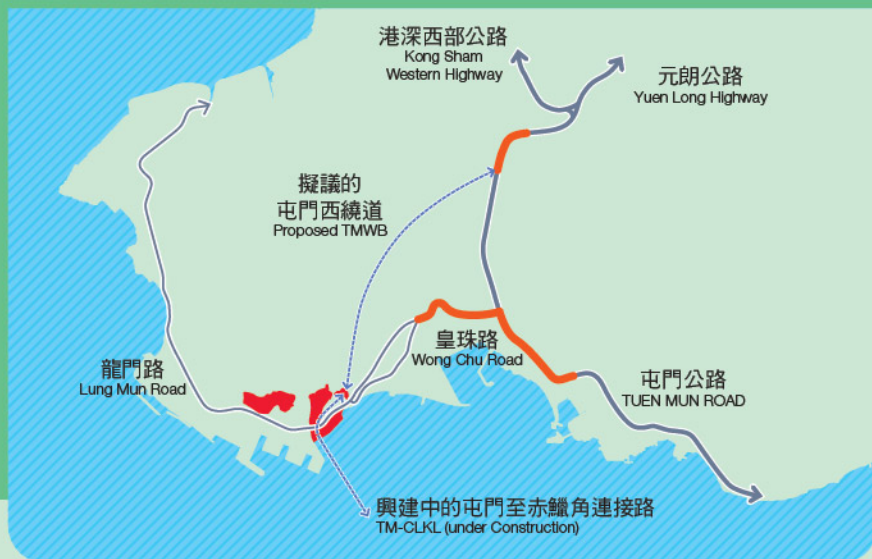 港深西部公路
Kong Sham
Western Highway
元朗公路
Yuen Long Highway
擬議的
屯門西繞道
Proposed TMWB
皇珠路
Wong Chu Road
龍門路
Lung Mun Road
屯門公路
TUEN MUN ROAD
興建中的屯門至赤鱲角連接路
TM-CLKL (under Construction)